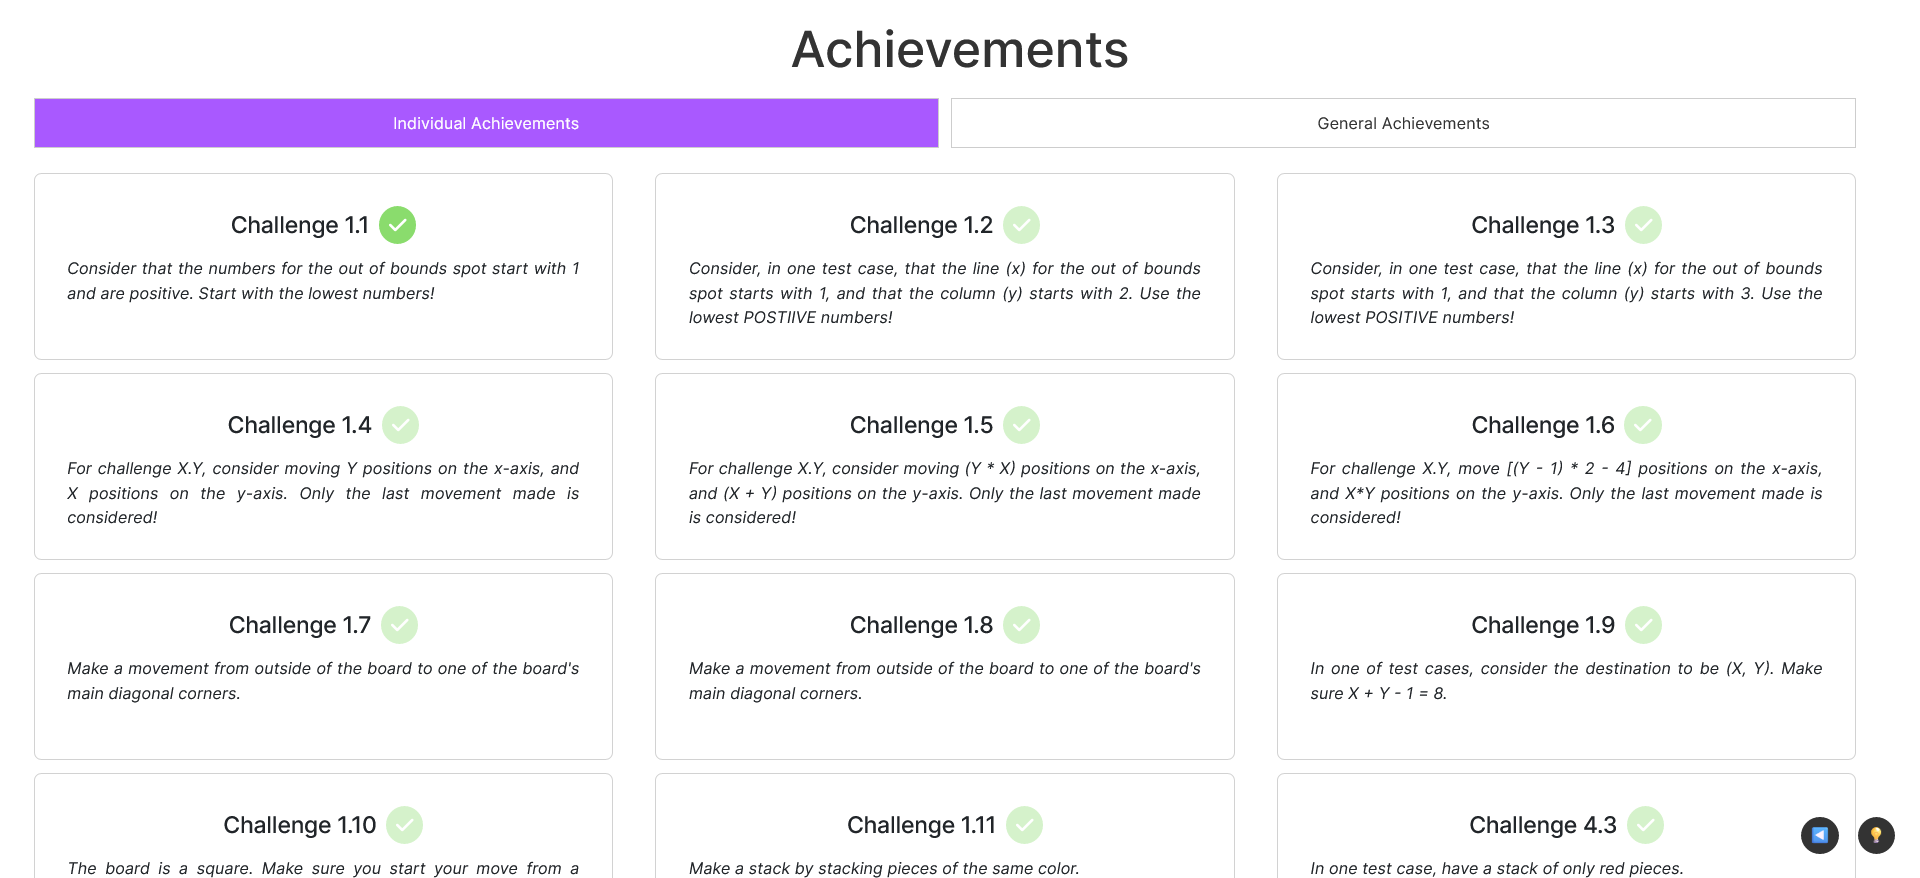 Achievements
Individual Achievements
General Achievements
Challenge 1.1
Consider that the numbers for the out of bounds spot start with 1
and are positive. Start with the lowest numbers!
Challenge 1.2
Consider, in one test case, that the line (x) for the out of bounds
spot starts with 1, and that the column (y) starts with 2. Use the
lowest POSTIIVE numbers!
Challenge 1.3
Consider, in one test case, that the line (x) for the out of bounds
spot starts with 1, and that the column (y) starts with 3. Use the
lowest POSITIVE numbers!
Challenge 1.4
For challenge X.Y, consider moving Y positions on the x-axis, and
X positions on the y-axis. Only the last movement made is
considered!
Challenge 1.5
For challenge X.Y, consider moving (Y * X) positions on the x-axis,
and (X + Y) positions on the y-axis. Only the last movement made
is considered!
Challenge 1.6
For challenge X.Y, move [(Y - 1) * 2 - 4] positions on the x-axis,
and X*Y positions on the y-axis. Only the last movement made is
considered!
Challenge 1.7
Make a movement from outside of the board to one of the board's
main diagonal corners.
Challenge 1.8
Make a movement from outside of the board to one of the board's
main diagonal corners.
Challenge 1.9
In one of test cases, consider the destination to be (X, Y). Make
sure X + Y - 1 = 8.
Challenge 1.10
The board is a square. Make sure you start your move from a
Challenge 1.11
Make a stack by stacking pieces of the same color.
Challenge 4.3
In one test case, have a stack of only red pieces.